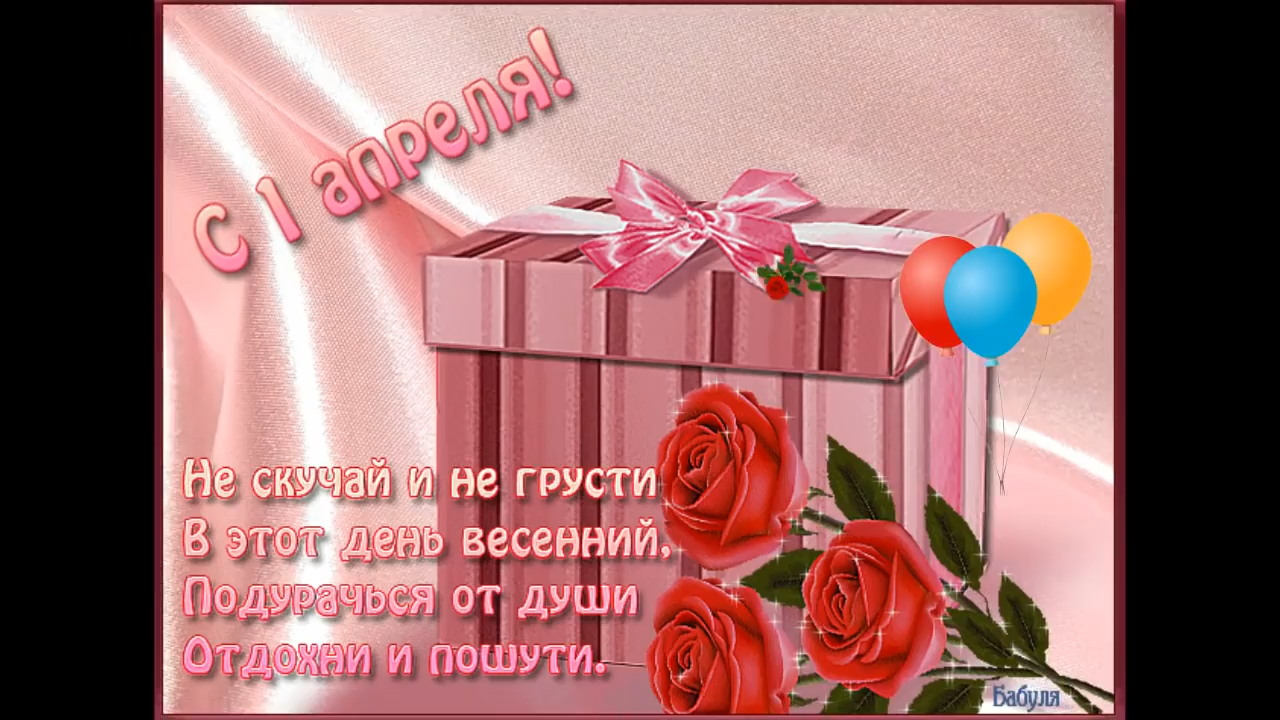 С 1 апреля!
Не скучай и не грусти
В этот день весенний,
Подурачься от души
Отдохни и пошути.
Бабуля